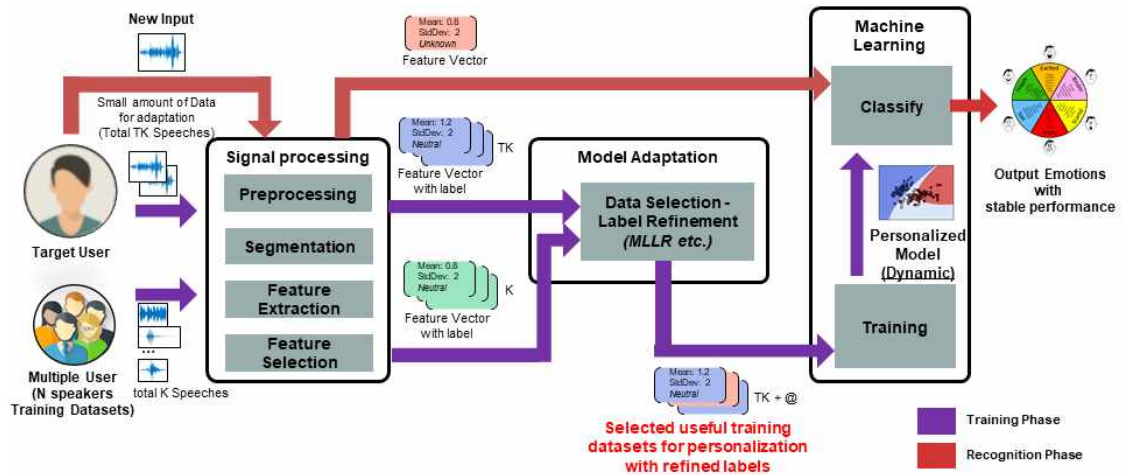 New Input
Small amount of Data
for adaptation
(Total TK Speeches)
Target User
Multiple User
(N speakers
Training Datasets)
...
total K Speeches
Signal processing
Preprocessing
Segmentation
Feature
Extraction
Feature
Selection
Mean: 0.8
StdDev: 2
Unknown
Feature Vector
Mean: 1.2
StdDev: 2
Neutral
TK
Feature Vector
with label
Mean: 0.8
StdDev: 2
Neutral
K
Feature Vector
with label
Model Adaptation
Data Selection -
Label Refinement
(MLLR etc.)
Mean: 1.2
StdDev: 2
Neutral
TK + @
Selected useful training
datasets for personalization
with refined labels
Machine
Learning
Classify
Personalized
Model
(Dynamic)
Training
Excited
Output Emotions
with
stable performance
Training Phase
Recognition Phase